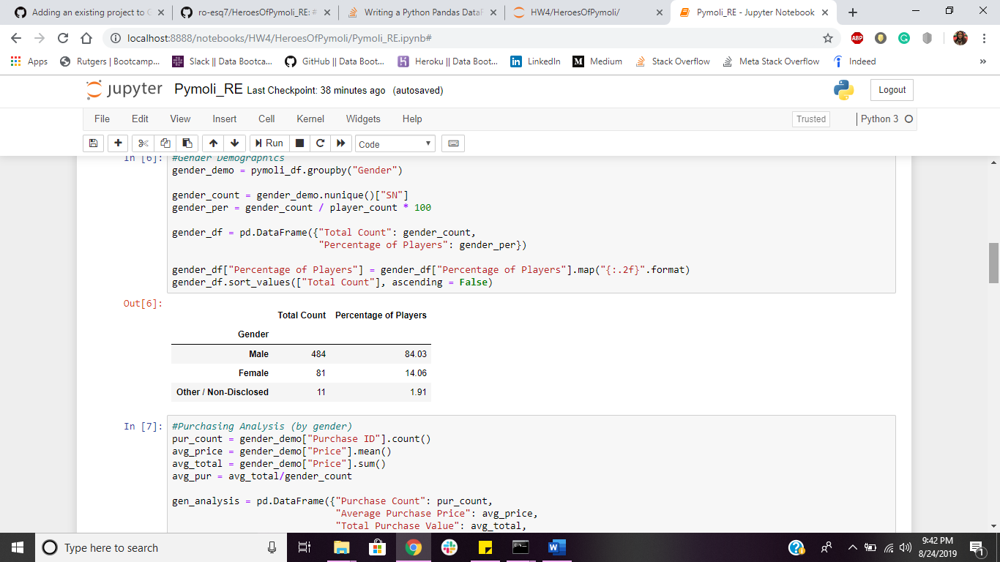 Adding an existing project to G
ro-esq7/HeroesOfPymoli_RE: #
Writing a Python Pandas DataF
HW4/HeroesOfPymoli/
Pymoli_RE - Jupyter Notebook
localhost:8888/notebooks/HW4/HeroesOfPymoli/Pymoli_RE.ipynb#
ABP
Apps
Rutgers | Bootcamp...
Slack || Data Bootca...
GitHub || Data Boot...
Heroku || Data Boot...
LinkedIn
Medium
Stack Overflow
Meta Stack Overflow
Indeed
»
jupyter Pymoli_RE Last Checkpoint: 38 minutes ago (autosaved)
Logout
File Edit View Insert Cell Kernel Widgets Help
Trusted
Python 3
Run
Code
In [6]: #Gender Demographics
gender_demo = pymoli_df.groupby("Gender")
gender_count = gender_demo.nunique()["SN"]
gender_per = gender_count / player_count * 100
gender_df = pd.DataFrame({"Total Count": gender_count,
"Percentage of Players": gender_per})
gender_df["Percentage of Players"] = gender_df["Percentage of Players"].map("{:.2f}".format)
gender_df.sort_values(["Total Count"], ascending = False)
Out[6]:
Total Count Percentage of Players
Gender
Male 484 84.03
Female 81 14.06
Other / Non-Disclosed 11 1.91
In [7]: #Purchasing Analysis (by gender)
pur_count = gender_demo["Purchase ID"].count()
avg_price = gender_demo["Price"].mean()
avg_total = gender_demo["Price"].sum()
avg_pur = avg_total/gender_count
gen_analysis = pd.DataFrame({"Purchase Count": pur_count,
"Average Purchase Price": avg_price,
"Total Purchase Value": avg_total,
Type here to search
9:42 PM
8/24/2019
1